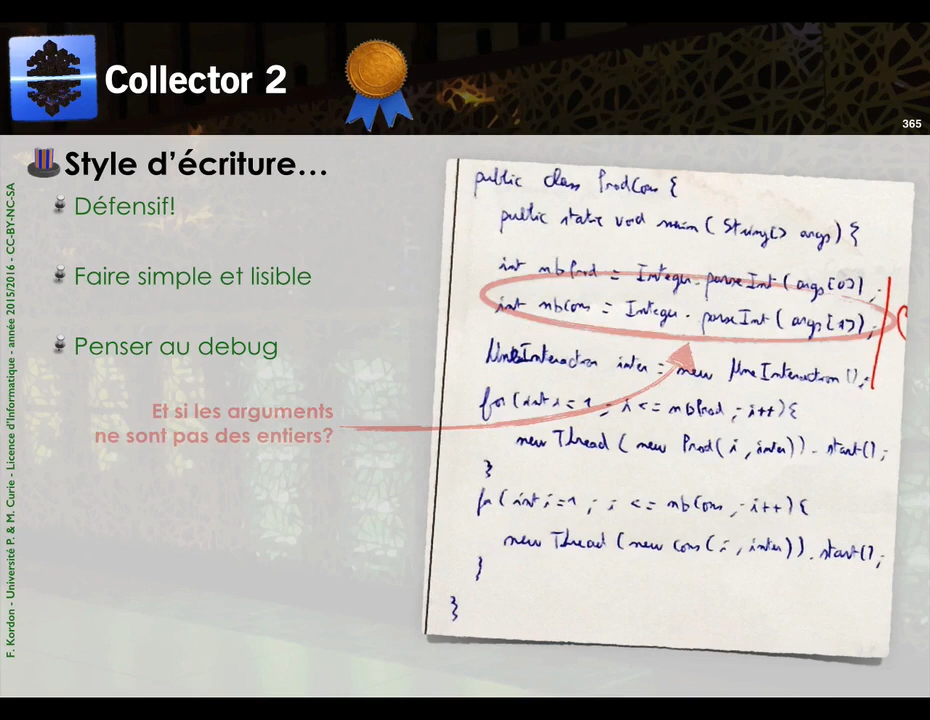 Collector 2
365
Style d'écriture...
Défensif!
Faire simple et lisible
Penser au debug
Et si les arguments
ne sont pas des entiers?
public class ProdCons {
public static void main ( String[] args) {
int nbProd = Integer.parseInt ( args[0]);
int nbcons = Integer.parseInt ( args[1]);
UneInteraction inter = new UneInteraction ();
for (int i = 1 ; i <= nbProd ; i++) {
new Thread ( new Prod( i , inter)).start();
}
for ( int i=1 ; i <= nbCons ; i++) {
new Thread ( new Cons ( i , inter)).start();
}
}
F. Kordon - Université P. & M. Curie - Licence d'Informatique - année 2015/2016 - CC-BY-NC-SA